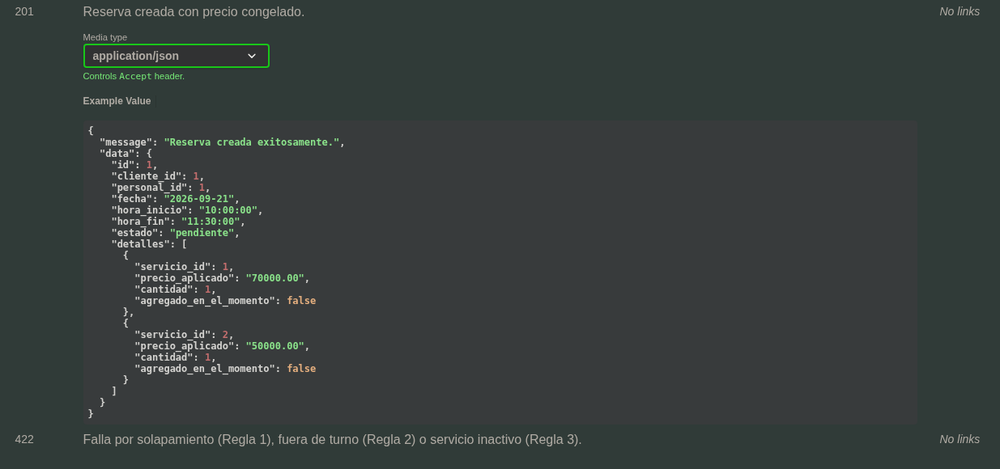 201 Reserva creada con precio congelado. No links
Media type
application/json
Controls Accept header.
Example Value
{
  "message": "Reserva creada exitosamente.",
  "data": {
    "id": 1,
    "cliente_id": 1,
    "personal_id": 1,
    "fecha": "2026-09-21",
    "hora_inicio": "10:00:00",
    "hora_fin": "11:30:00",
    "estado": "pendiente",
    "detalles": [
      {
        "servicio_id": 1,
        "precio_aplicado": "70000.00",
        "cantidad": 1,
        "agregado_en_el_momento": false
      },
      {
        "servicio_id": 2,
        "precio_aplicado": "50000.00",
        "cantidad": 1,
        "agregado_en_el_momento": false
      }
    ]
  }
}
422 Falla por solapamiento (Regla 1), fuera de turno (Regla 2) o servicio inactivo (Regla 3). No links